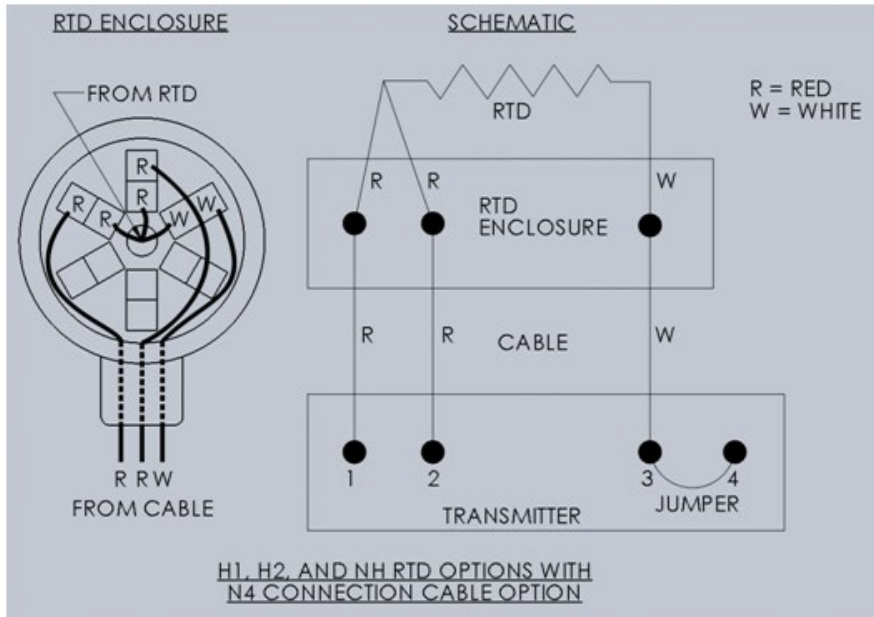 RTD ENCLOSURE
SCHEMATIC
FROM RTD
R
R
R
R
W
W
R R W
FROM CABLE
RTD
R = RED
W = WHITE
R R W
RTD
ENCLOSURE
R R W
CABLE
1 2 3 4
JUMPER
TRANSMITTER
H1, H2, AND NH RTD OPTIONS WITH
N4 CONNECTION CABLE OPTION